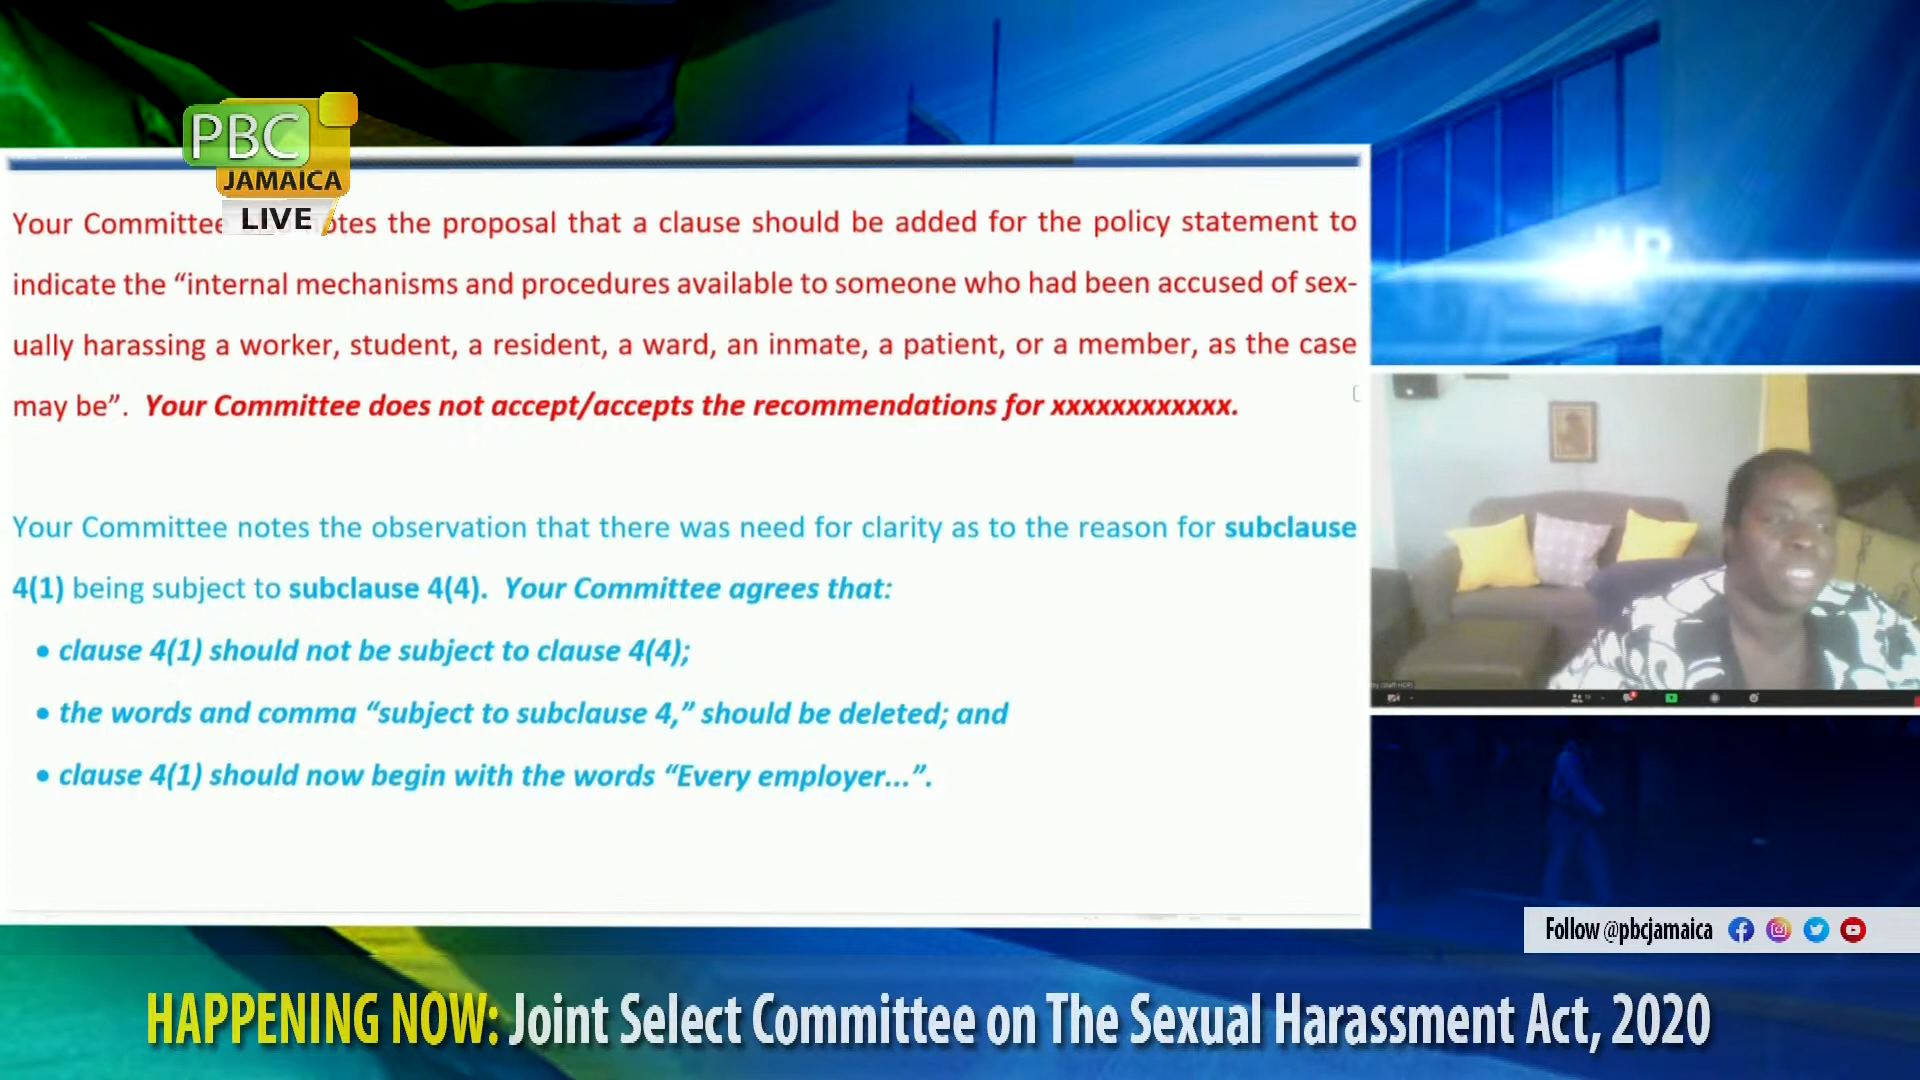 PBC
JAMAICA
LIVE
Your Committee notes the proposal that a clause should be added for the policy statement to
indicate the “internal mechanisms and procedures available to someone who had been accused of sex-
ually harassing a worker, student, a resident, a ward, an inmate, a patient, or a member, as the case
may be”. Your Committee does not accept/accepts the recommendations for xxxxxxxxxxxx.
Your Committee notes the observation that there was need for clarity as to the reason for subclause
4(1) being subject to subclause 4(4). Your Committee agrees that:
• clause 4(1) should not be subject to clause 4(4);
• the words and comma “subject to subclause 4,” should be deleted; and
• clause 4(1) should now begin with the words “Every employer...”.
Follow @pbcjamaica
HAPPENING NOW: Joint Select Committee on The Sexual Harassment Act, 2020